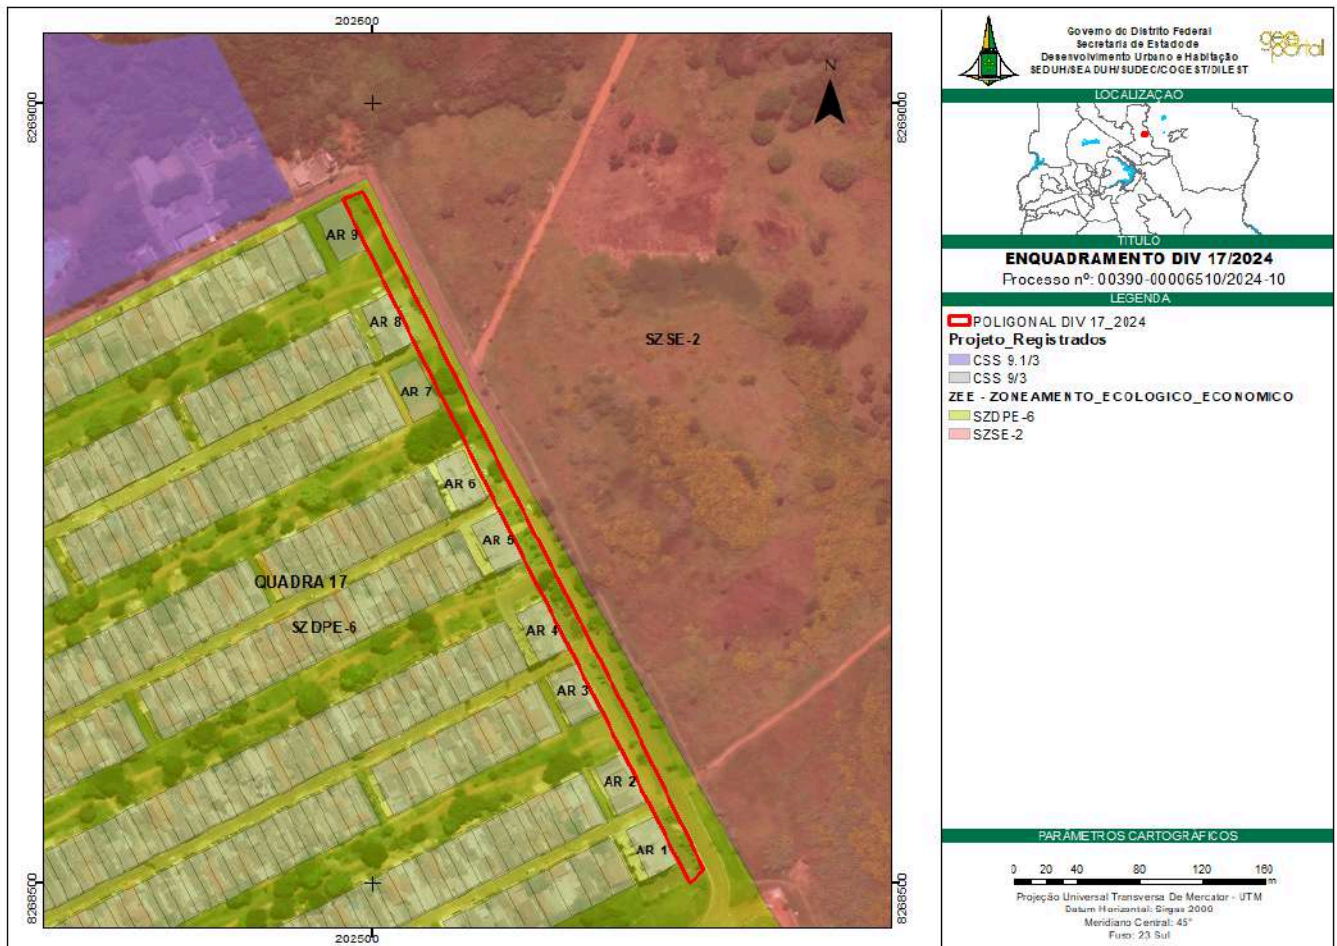 202500
8269000
8269000
N
AR 9
AR 8
SZSE-2
AR 7
AR 6
AR 5
QUADRA 17
SZDPE-6
AR 4
AR 3
AR 2
AR 1
8268500
8268500
202500
Governo do Distrito Federal
Secretaria de Estado de
Desenvolvimento Urbano e Habitação
SEDUH/SEADUH/SUDEC/COGEST/DILEST
geo
portal
LOCALIZAÇÃO
TÍTULO
ENQUADRAMENTO DIV 17/2024
Processo nº: 00390-00006510/2024-10
LEGENDA
POLIGONAL DIV 17_2024
Projeto_Registrados
CSS 9.1/3
CSS 9/3
ZEE - ZONEAMENTO_ECOLOGICO_ECONOMICO
SZDPE-6
SZSE-2
PARÂMETROS CARTOGRÁFICOS
0 20 40 80 120 160
m
Projeção Universal Transversa De Mercator - UTM
Datum Horizontal: Sirgas 2000
Meridiano Central: 45°
Fuso: 23 Sul